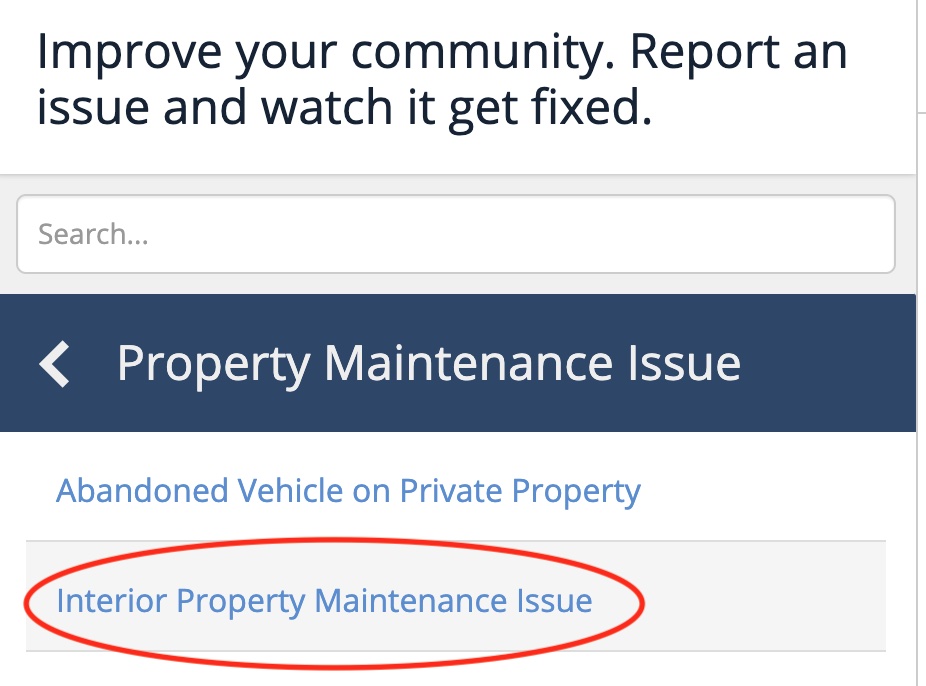 Improve your community. Report an
issue and watch it get fixed.
Search...
Property Maintenance Issue
Abandoned Vehicle on Private Property
Interior Property Maintenance Issue